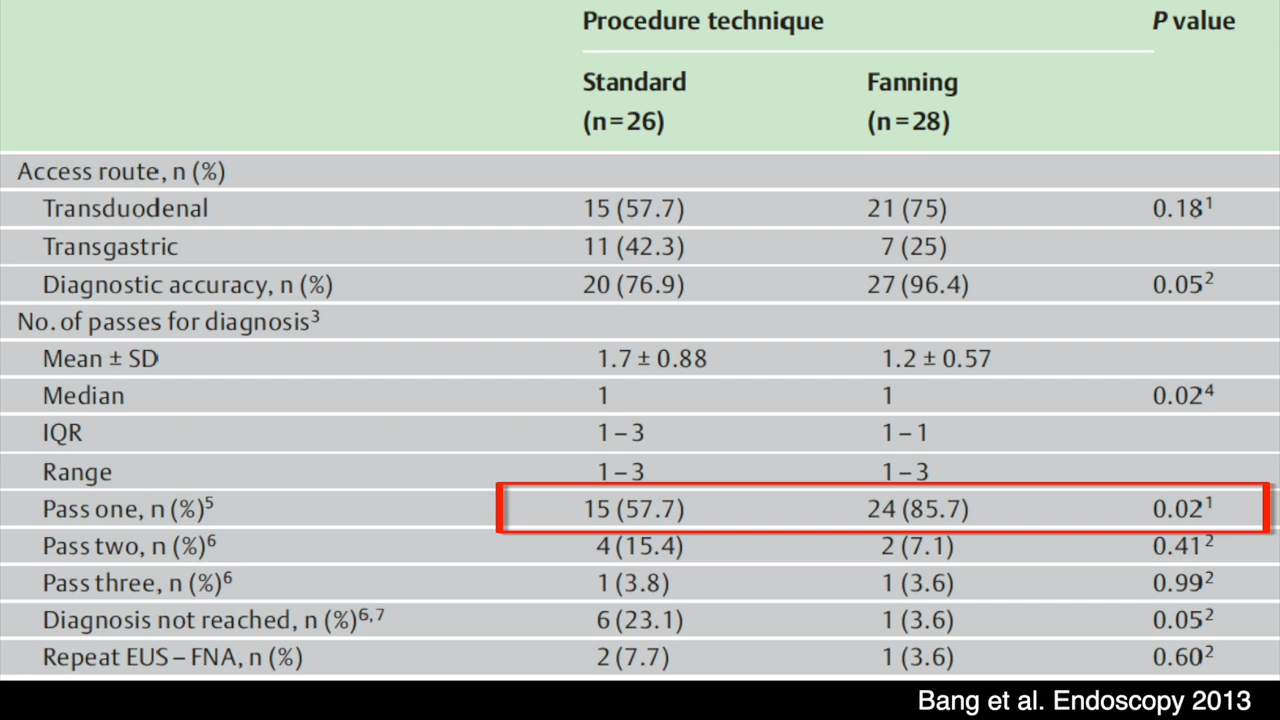 Procedure technique P value
Standard Fanning
(n=26) (n=28)
Access route, n (%)
Transduodenal 15 (57.7) 21 (75) 0.18¹
Transgastric 11 (42.3) 7 (25)
Diagnostic accuracy, n (%) 20 (76.9) 27 (96.4) 0.05²
No. of passes for diagnosis³
Mean ± SD 1.7 ± 0.88 1.2 ± 0.57
Median 1 1 0.02⁴
IQR 1 – 3 1 – 1
Range 1 – 3 1 – 3
Pass one, n (%)⁵ 15 (57.7) 24 (85.7) 0.02¹
Pass two, n (%)⁶ 4 (15.4) 2 (7.1) 0.41²
Pass three, n (%)⁶ 1 (3.8) 1 (3.6) 0.99²
Diagnosis not reached, n (%)⁶,⁷ 6 (23.1) 1 (3.6) 0.05²
Repeat EUS – FNA, n (%) 2 (7.7) 1 (3.6) 0.60²
Bang et al. Endoscopy 2013